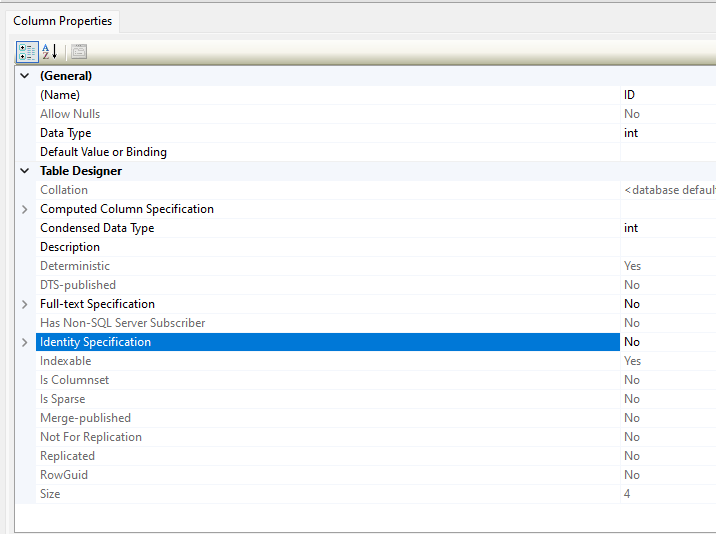 Column Properties
(General)
(Name) ID
Allow Nulls No
Data Type int
Default Value or Binding
Table Designer
Collation <database defaul
Computed Column Specification
Condensed Data Type int
Description
Deterministic Yes
DTS-published No
Full-text Specification No
Has Non-SQL Server Subscriber No
Identity Specification No
Indexable Yes
Is Columnset No
Is Sparse No
Merge-published No
Not For Replication No
Replicated No
RowGuid No
Size 4